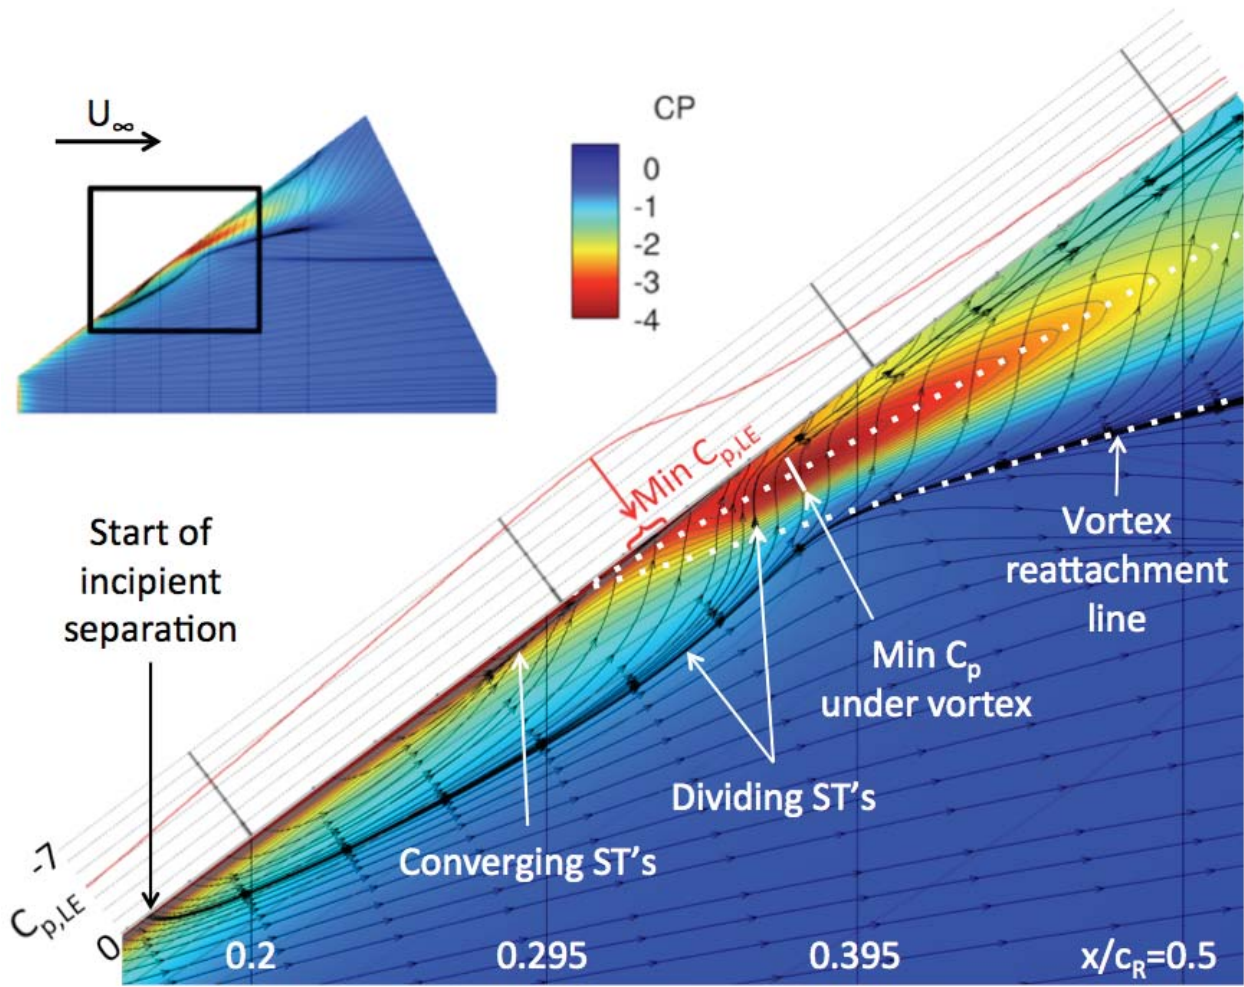 U∞
CP
0
-1
-2
-3
-4
Min Cp,LE
Start of
incipient
separation
Vortex
reattachment
line
Min Cp
under vortex
Dividing ST's
Converging ST's
-7
Cp,LE
0
0.2
0.295
0.395
x/cR=0.5